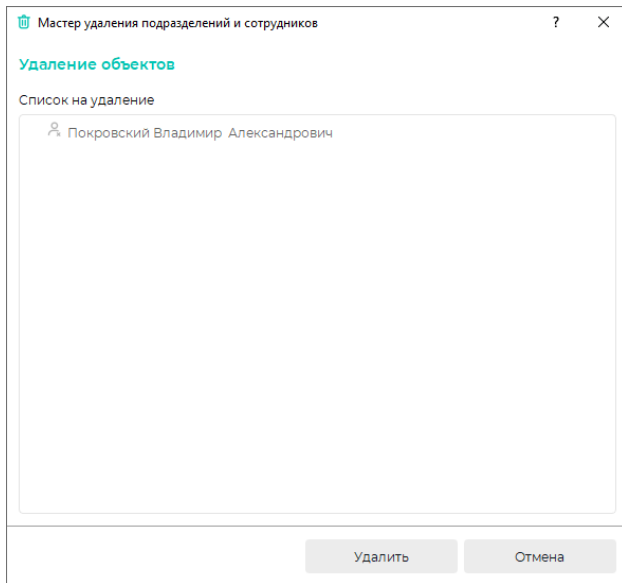 Мастер удаления подразделений и сотрудников ?
Удаление объектов
Список на удаление
Покровский Владимир Александрович
Удалить Отмена